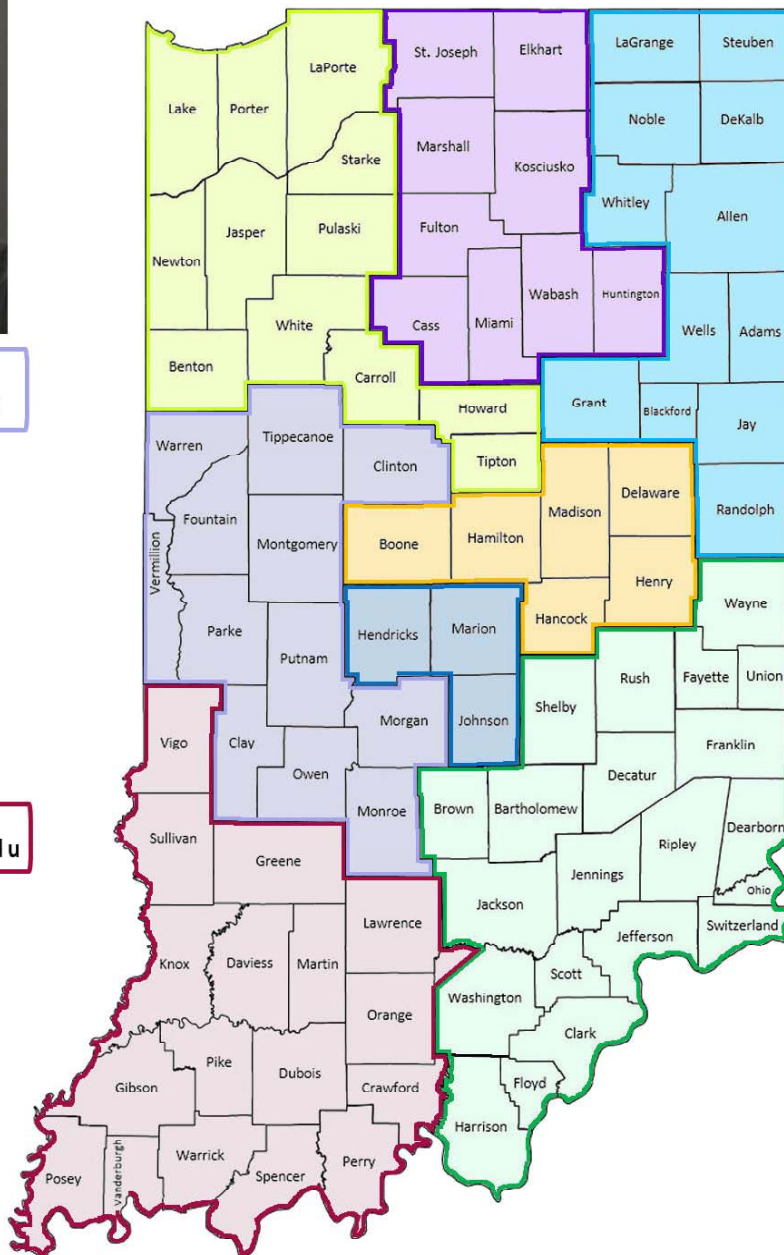 St. Joseph
Elkhart
LaGrange
Steuben
LaPorte
Lake
Porter
Noble
DeKalb
Marshall
Starke
Kosciusko
Whitley
Allen
Jasper
Pulaski
Fulton
Newton
Wabash
Huntington
White
Cass
Miami
Wells
Adams
Benton
Carroll
Howard
Grant
Blackford
Jay
Warren
Tippecanoe
Clinton
Tipton
Madison
Delaware
Randolph
Fountain
Montgomery
Boone
Hamilton
Vermillion
Henry
Wayne
Parke
Hendricks
Marion
Hancock
Putnam
Rush
Fayette
Union
Shelby
Vigo
Clay
Morgan
Johnson
Franklin
Owen
Decatur
Brown
Bartholomew
Monroe
Dearborn
Sullivan
Ripley
lu
Greene
Jennings
Ohio
Jackson
Lawrence
Switzerland
Jefferson
Knox
Daviess
Martin
Scott
Washington
Orange
Clark
Pike
Dubois
Gibson
Crawford
Floyd
Harrison
Vanderburgh
Warrick
Perry
Posey
Spencer